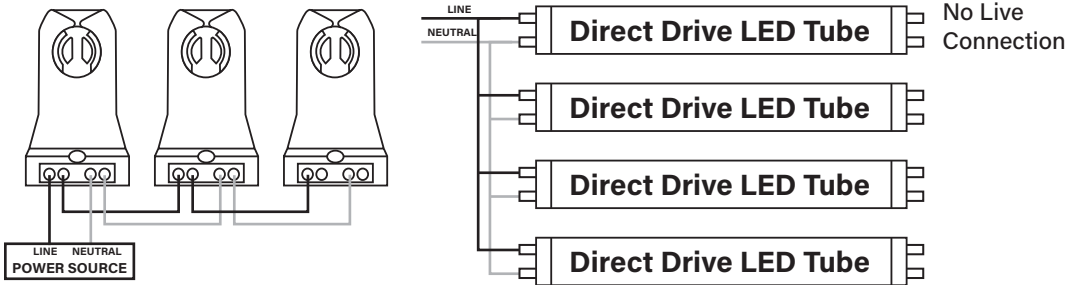 LINE NEUTRAL
POWER SOURCE
LINE
NEUTRAL
Direct Drive LED Tube
No Live
Connection
Direct Drive LED Tube
Direct Drive LED Tube
Direct Drive LED Tube